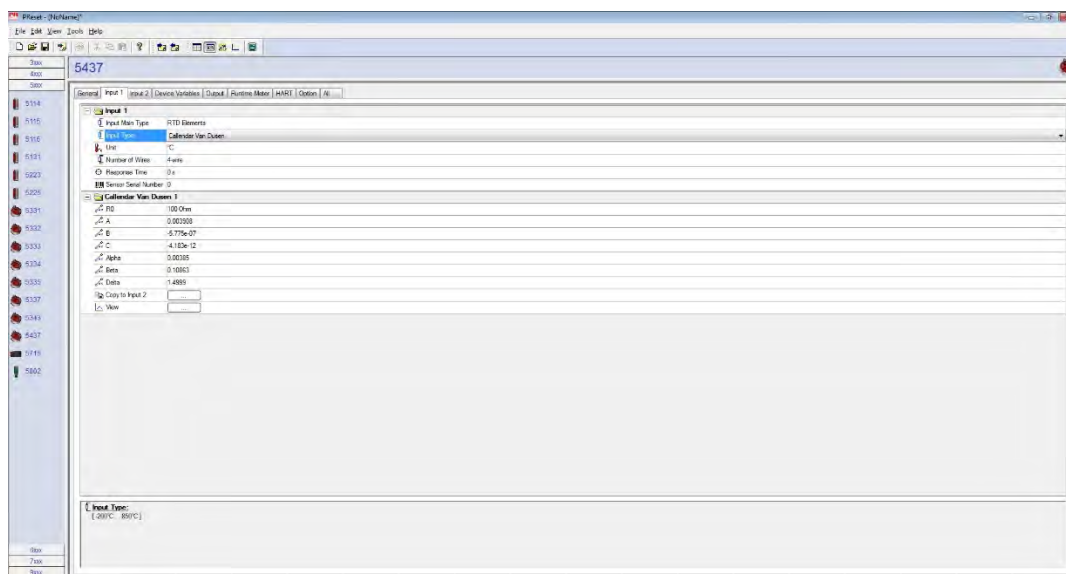 PReset - [NoName]*
File Edit View Tools Help
3xxx
4xxx
5xxx
5437
General Input 1 Input 2 Device Variables Output Runtime Meter HART Option All
Input 1
Input Main Type RTD Elements
Input Type: Callendar Van Dusen
Unit °C
Number of Wires 4-wire
Response Time 0 s
Sensor Serial Number 0
Callendar Van Dusen 1
R0 100 Ohm
A 0.003908
B -5.775e-07
C -4.183e-12
Alpha 0.00385
Beta 0.10863
Delta 1.4999
Copy to Input 2 ...
View ...
5114
5115
5116
5131
5223
5225
5331
5332
5333
5334
5335
5337
5343
5437
5715
5802
Input Type:
[-200°C 850°C]
7xxx
9xxx